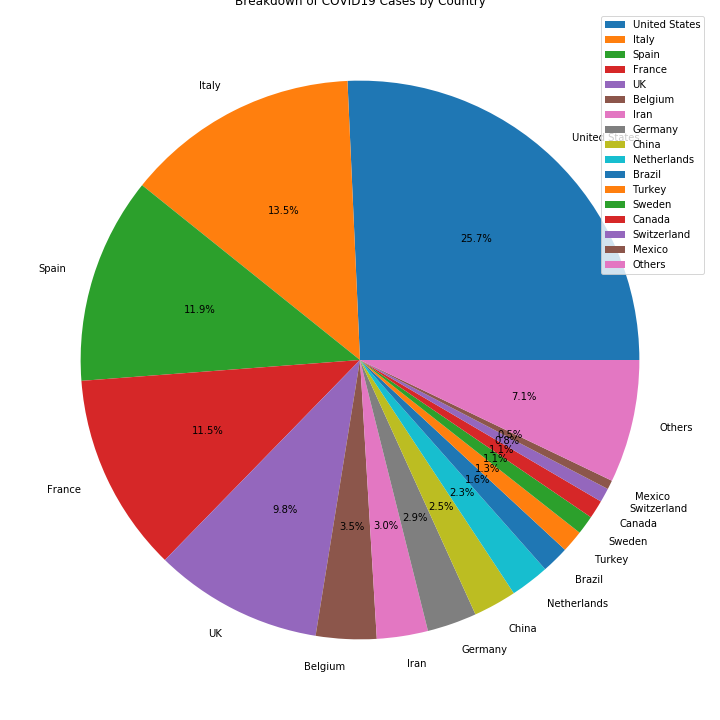 Breakdown of COVID19 Cases by Country
United States
Italy
Spain
France
UK
Belgium
Iran
Germany
China
Netherlands
Brazil
Turkey
Sweden
Canada
Switzerland
Mexico
Others
United States
25.7%
Italy
13.5%
Spain
11.9%
France
11.5%
UK
9.8%
Belgium
3.5%
Iran
3.0%
Germany
2.9%
China
2.5%
Netherlands
2.3%
Brazil
1.6%
Turkey
1.3%
Sweden
1.1%
Canada
1.1%
Switzerland
0.8%
Mexico
0.5%
Others
7.1%